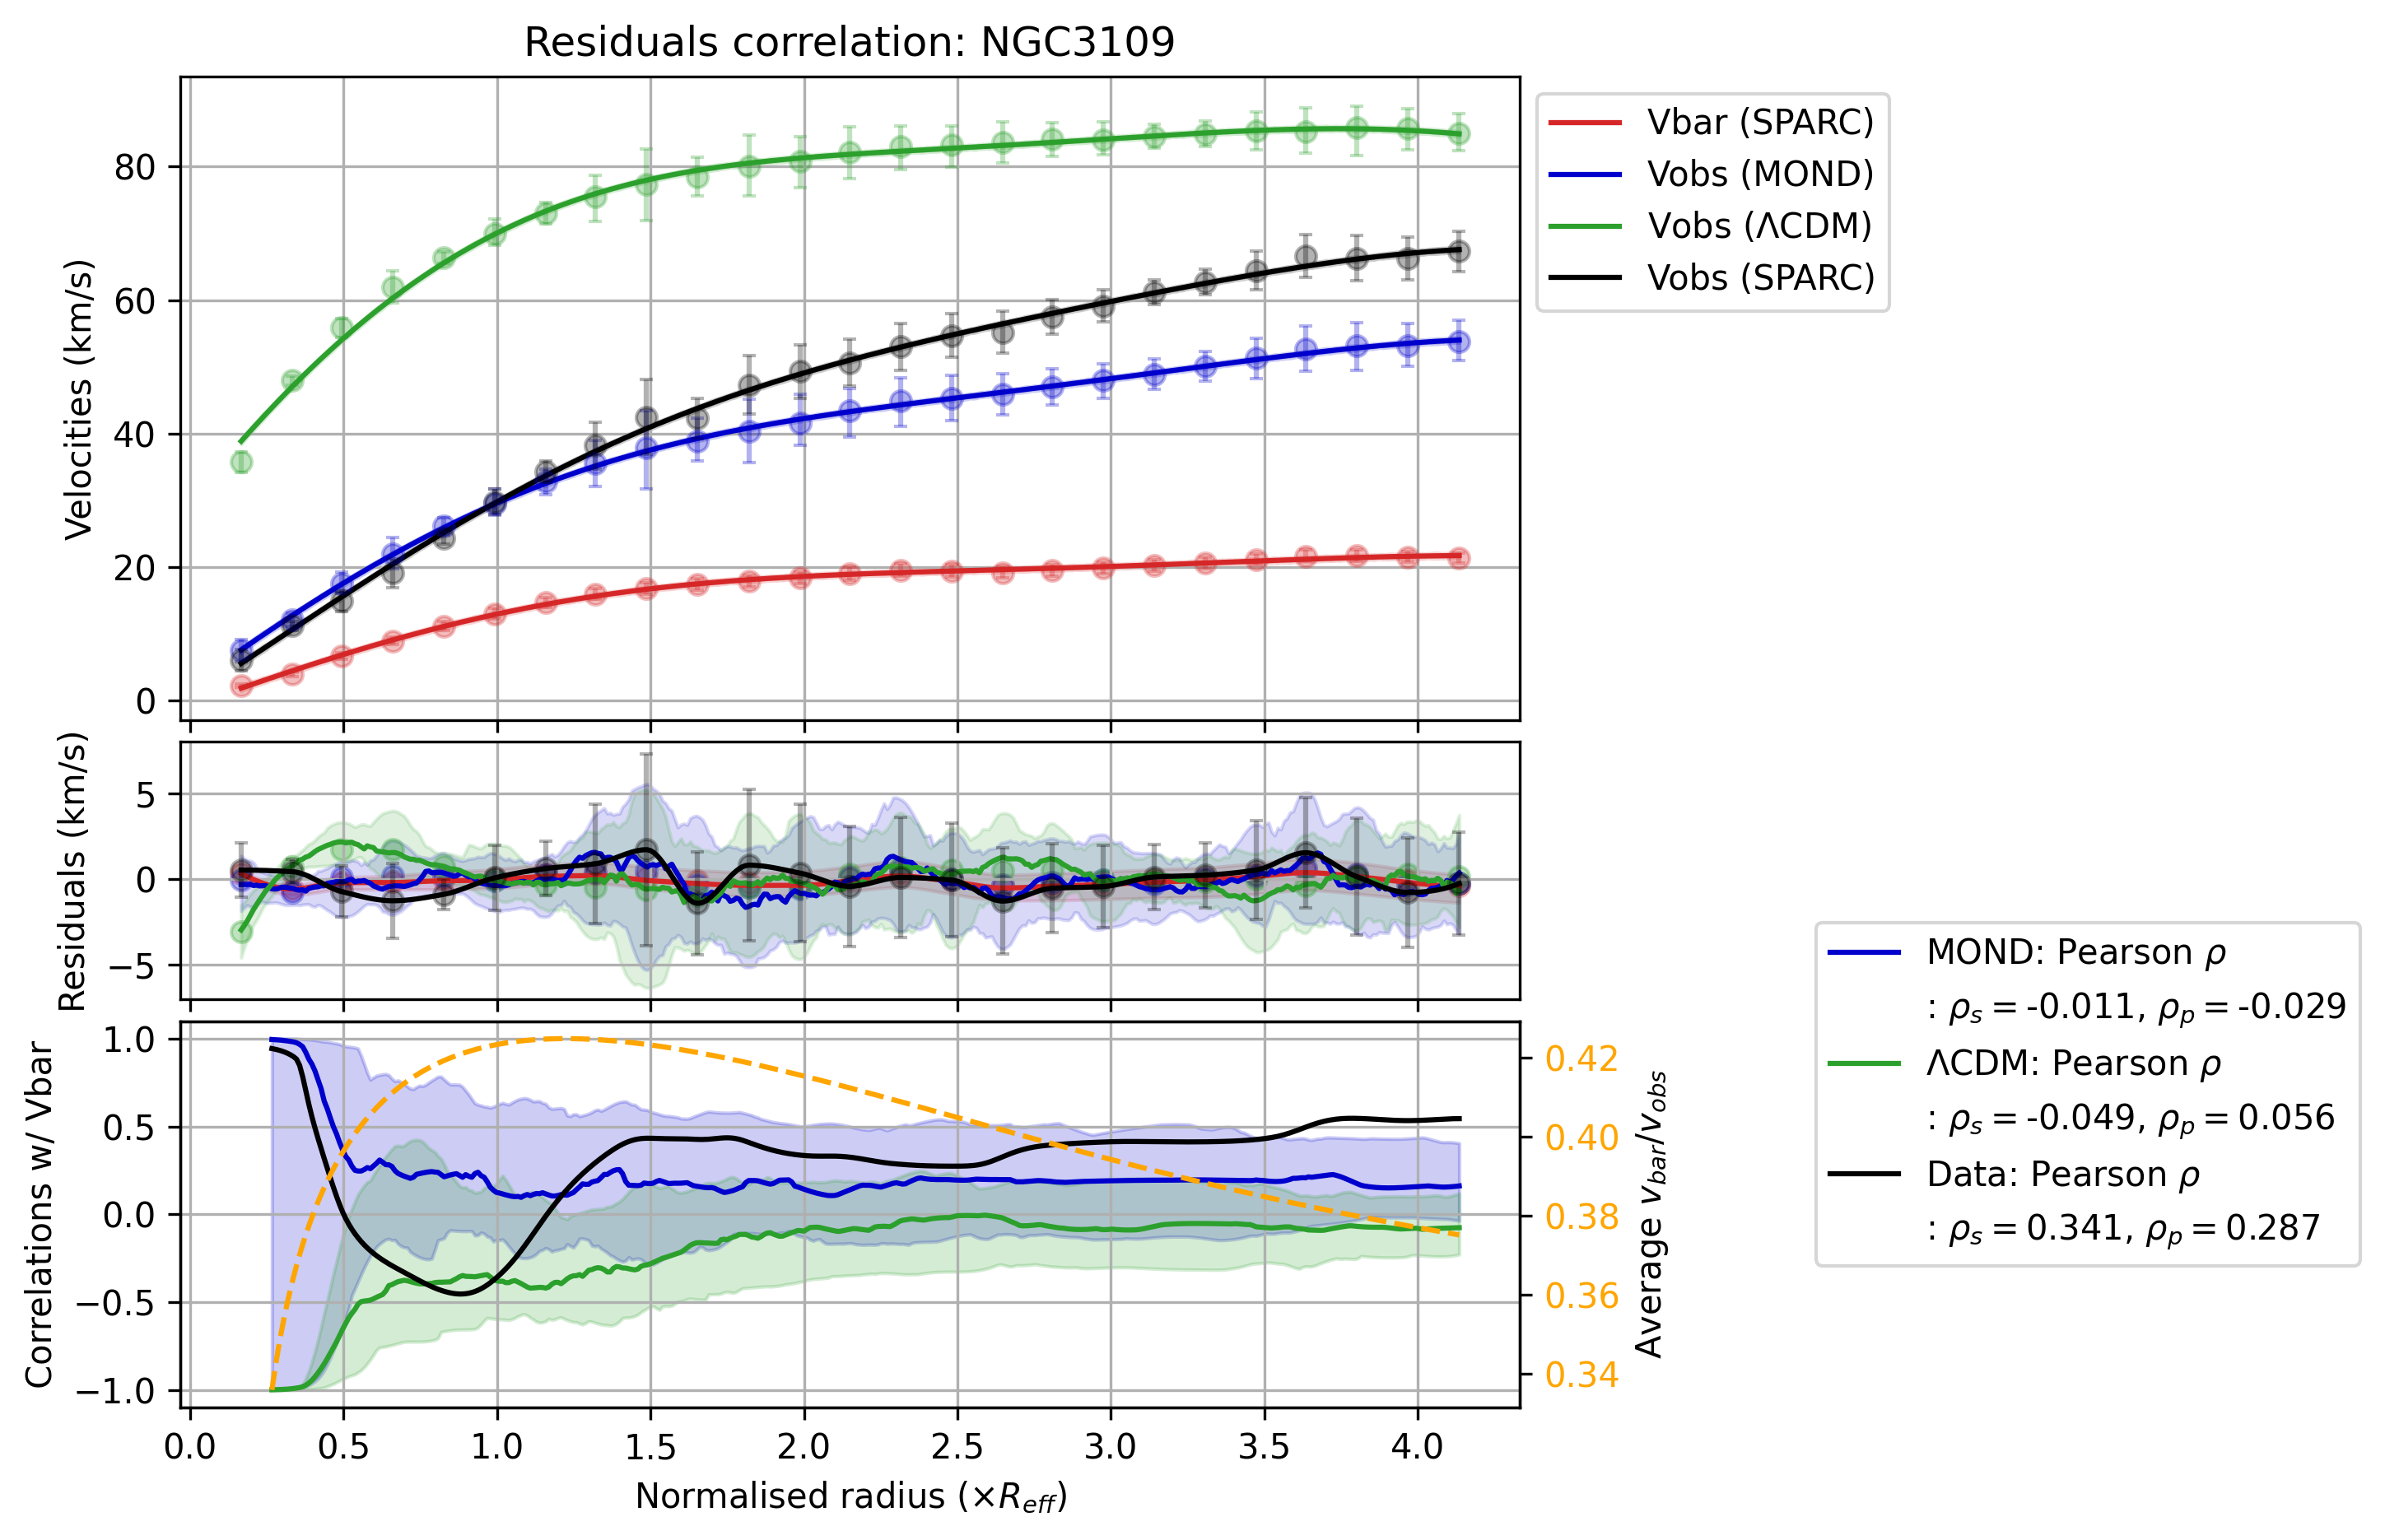 Residuals correlation: NGC3109
Velocities (km/s)
80
60
40
20
0
Vbar (SPARC)
Vobs (MOND)
Vobs (ΛCDM)
Vobs (SPARC)
Residuals (km/s)
5
0
−5
Correlations w/ Vbar
1.0
0.5
0.0
−0.5
−1.0
0.42
0.40
0.38
0.36
0.34
Average v_bar/v_obs
MOND: Pearson ρ
: ρ_s = -0.011, ρ_p = -0.029
ΛCDM: Pearson ρ
: ρ_s = -0.049, ρ_p = 0.056
Data: Pearson ρ
: ρ_s = 0.341, ρ_p = 0.287
0.0 0.5 1.0 1.5 2.0 2.5 3.0 3.5 4.0
Normalised radius (×R_eff)